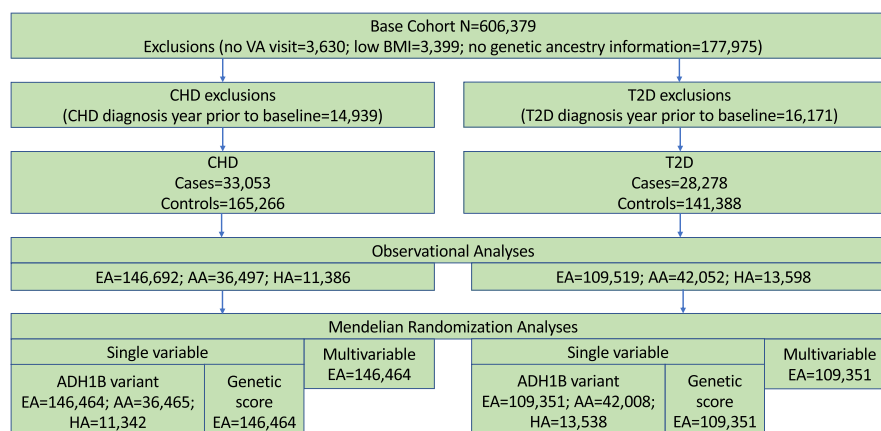 Base Cohort N=606,379
Exclusions (no VA visit=3,630; low BMI=3,399; no genetic ancestry information=177,975)
CHD exclusions
(CHD diagnosis year prior to baseline=14,939)
T2D exclusions
(T2D diagnosis year prior to baseline=16,171)
CHD
Cases=33,053
Controls=165,266
T2D
Cases=28,278
Controls=141,388
Observational Analyses
EA=146,692; AA=36,497; HA=11,386
EA=109,519; AA=42,052; HA=13,598
Mendelian Randomization Analyses
Single variable
ADH1B variant
EA=146,464; AA=36,465;
HA=11,342
Genetic
score
EA=146,464
Multivariable
EA=146,464
Single variable
ADH1B variant
EA=109,351; AA=42,008;
HA=13,538
Genetic
score
EA=109,351
Multivariable
EA=109,351